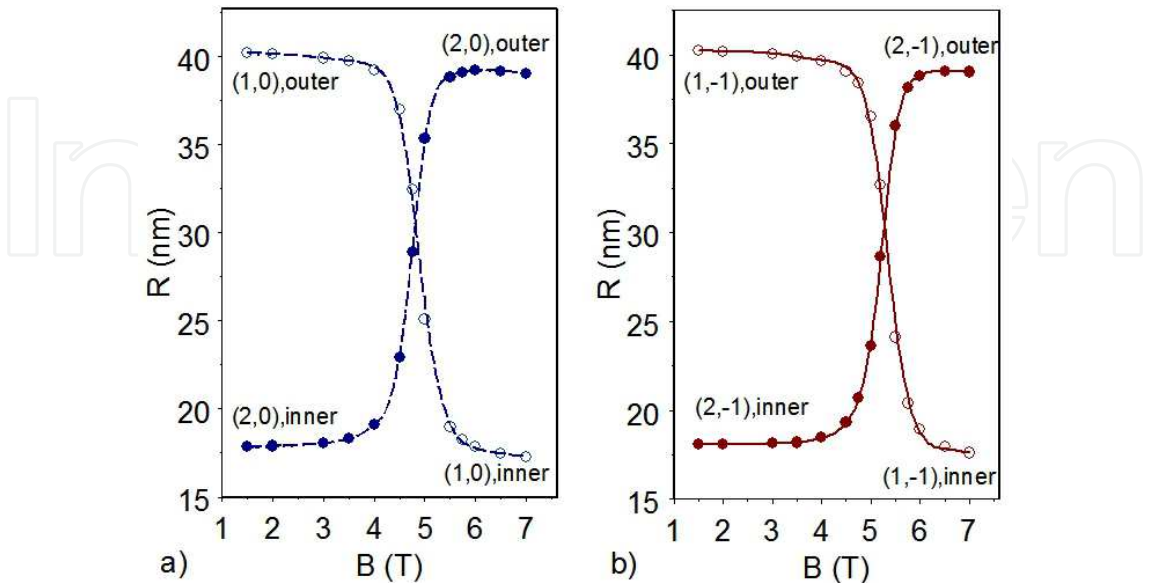 40
35
30
25
20
15
R (nm)
(2,0),outer
(1,0),outer
(2,0),inner
(1,0),inner
1 2 3 4 5 6 7
a)
B (T)
40
35
30
25
20
15
R (nm)
(2,-1),outer
(1,-1),outer
(2,-1),inner
(1,-1),inner
1 2 3 4 5 6 7
b)
B (T)